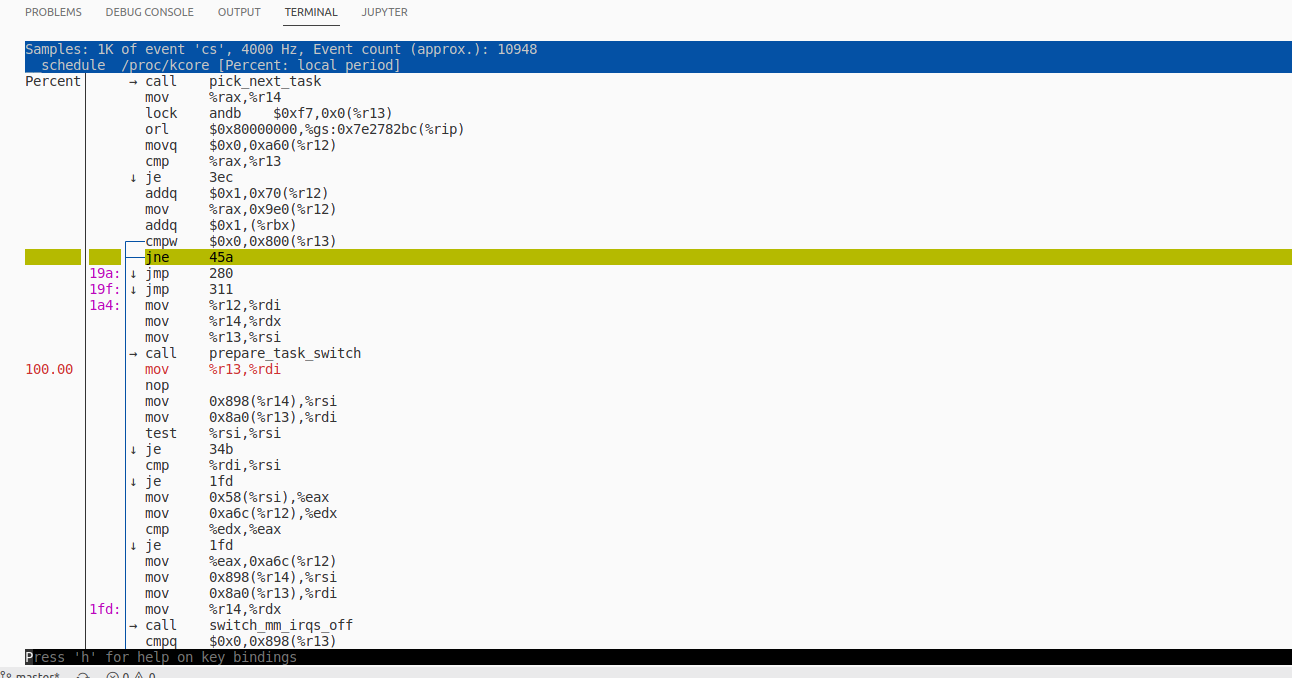 PROBLEMS DEBUG CONSOLE OUTPUT TERMINAL JUPYTER
Samples: 1K of event 'cs', 4000 Hz, Event count (approx.): 10948
schedule /proc/kcore [Percent: local period]
Percent → call pick_next_task
mov %rax,%r14
lock andb $0xf7,0x0(%r13)
orl $0x80000000,%gs:0x7e2782bc(%rip)
movq $0x0,0xa60(%r12)
cmp %rax,%r13
↓ je 3ec
addq $0x1,0x70(%r12)
mov %rax,0x9e0(%r12)
addq $0x1,(%rbx)
cmpw $0x0,0x800(%r13)
jne 45a
19a: ↓ jmp 280
19f: ↓ jmp 311
1a4: mov %r12,%rdi
mov %r14,%rdx
mov %r13,%rsi
→ call prepare_task_switch
100.00 mov %r13,%rdi
nop
mov 0x898(%r14),%rsi
mov 0x8a0(%r13),%rdi
test %rsi,%rsi
↓ je 34b
cmp %rdi,%rsi
↓ je 1fd
mov 0x58(%rsi),%eax
mov 0xa6c(%r12),%edx
cmp %edx,%eax
↓ je 1fd
mov %eax,0xa6c(%r12)
mov 0x898(%r14),%rsi
mov 0x8a0(%r13),%rdi
1fd: mov %r14,%rdx
→ call switch_mm_irqs_off
cmpq $0x0,0x898(%r13)
Press 'h' for help on key bindings
master* 0 0